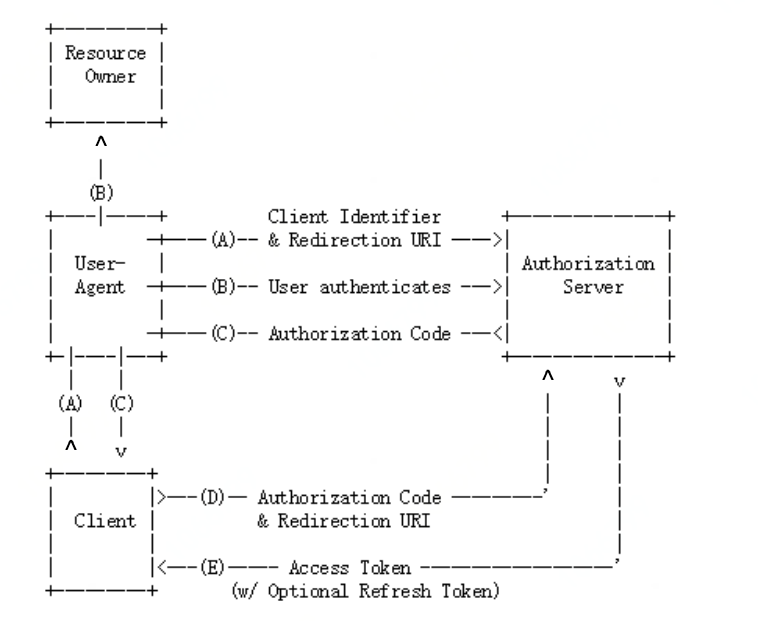 Resource
Owner
(B)
Client Identifier
(A) & Redirection URI
User-
Agent
(B) User authenticates
Authorization
Server
(C) Authorization Code
(A) (C)
(D) Authorization Code
& Redirection URI
Client
(E) Access Token
(w/ Optional Refresh Token)